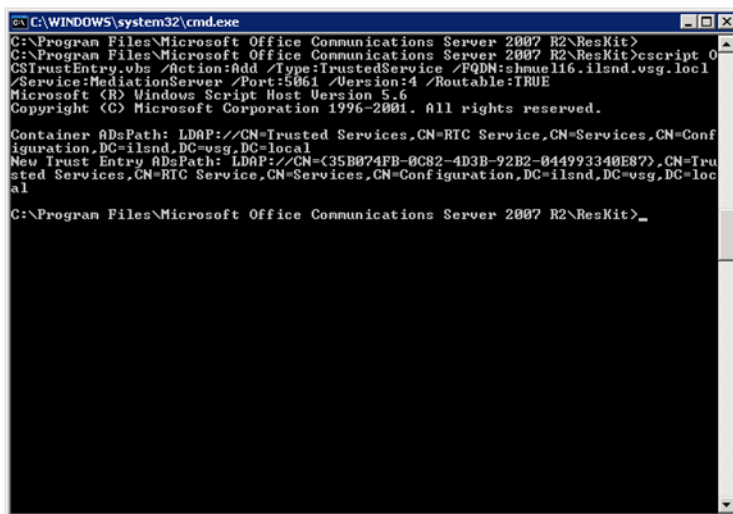 C:\WINDOWS\system32\cmd.exe
C:\Program Files\Microsoft Office Communications Server 2007 R2\ResKit>
C:\Program Files\Microsoft Office Communications Server 2007 R2\ResKit>cscript O
CSTrustEntry.vbs /Action:Add /Type:TrustedService /FQDN:shmuel16.ilsnd.vsg.locl
/Service:MediationServer /Port:5061 /Version:4 /Routable:TRUE
Microsoft (R) Windows Script Host Version 5.6
Copyright (C) Microsoft Corporation 1996-2001. All rights reserved.
Container ADsPath: LDAP://CN=Trusted Services,CN=RTC Service,CN=Services,CN=Conf
iguration,DC=ilsnd,DC=vsg,DC=local
New Trust Entry ADsPath: LDAP://CN={35B074FB-0C82-4D3B-92B2-044993340E87},CN=Tru
sted Services,CN=RTC Service,CN=Services,CN=Configuration,DC=ilsnd,DC=vsg,DC=loc
al
C:\Program Files\Microsoft Office Communications Server 2007 R2\ResKit>_